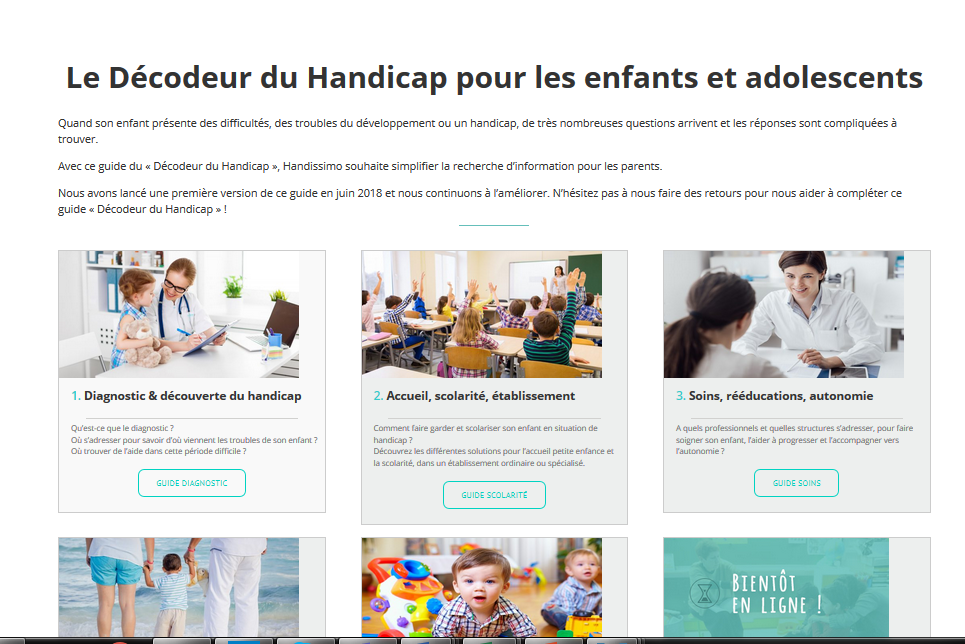 Le Décodeur du Handicap pour les enfants et adolescents
Quand son enfant présente des difficultés, des troubles du développement ou un handicap, de très nombreuses questions arrivent et les réponses sont compliquées à
trouver.
Avec ce guide du « Décodeur du Handicap », Handissimo souhaite simplifier la recherche d’information pour les parents.
Nous avons lancé une première version de ce guide en juin 2018 et nous continuons à l’améliorer. N’hésitez pas à nous faire des retours pour nous aider à compléter ce
guide « Décodeur du Handicap » !
1. Diagnostic & découverte du handicap
Qu’est-ce que le diagnostic ?
Où s’adresser pour savoir d’où viennent les troubles de son enfant ?
Où trouver de l’aide dans cette période difficile ?
GUIDE DIAGNOSTIC
2. Accueil, scolarité, établissement
Comment faire garder et scolariser son enfant en situation de
handicap ?
Découvrez les différentes solutions pour l’accueil petite enfance et
la scolarité, dans un établissement ordinaire ou spécialisé.
GUIDE SCOLARITÉ
3. Soins, rééducations, autonomie
A quels professionnels et quelles structures s’adresser, pour faire
soigner son enfant, l’aider à progresser et l’accompagner vers
l’autonomie ?
GUIDE SOINS
BIENTÔT
EN LIGNE !